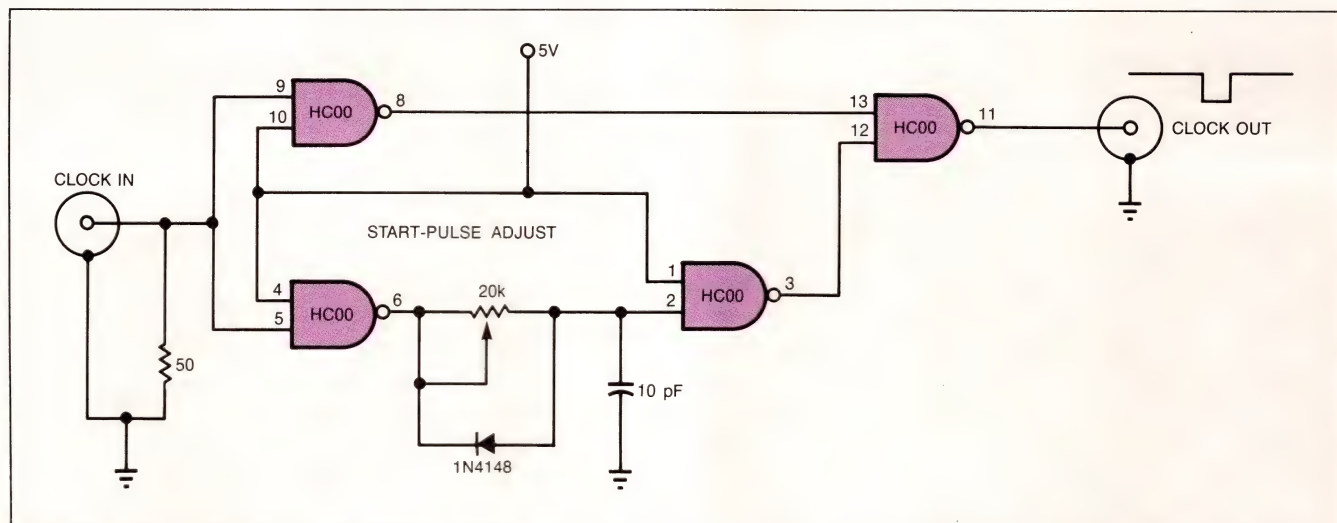 5V
9
10
HC00
8
13
12
HC00
11
CLOCK OUT
CLOCK IN
START-PULSE ADJUST
4
5
HC00
6
20k
1
2
HC00
3
50
10 pF
1N4148